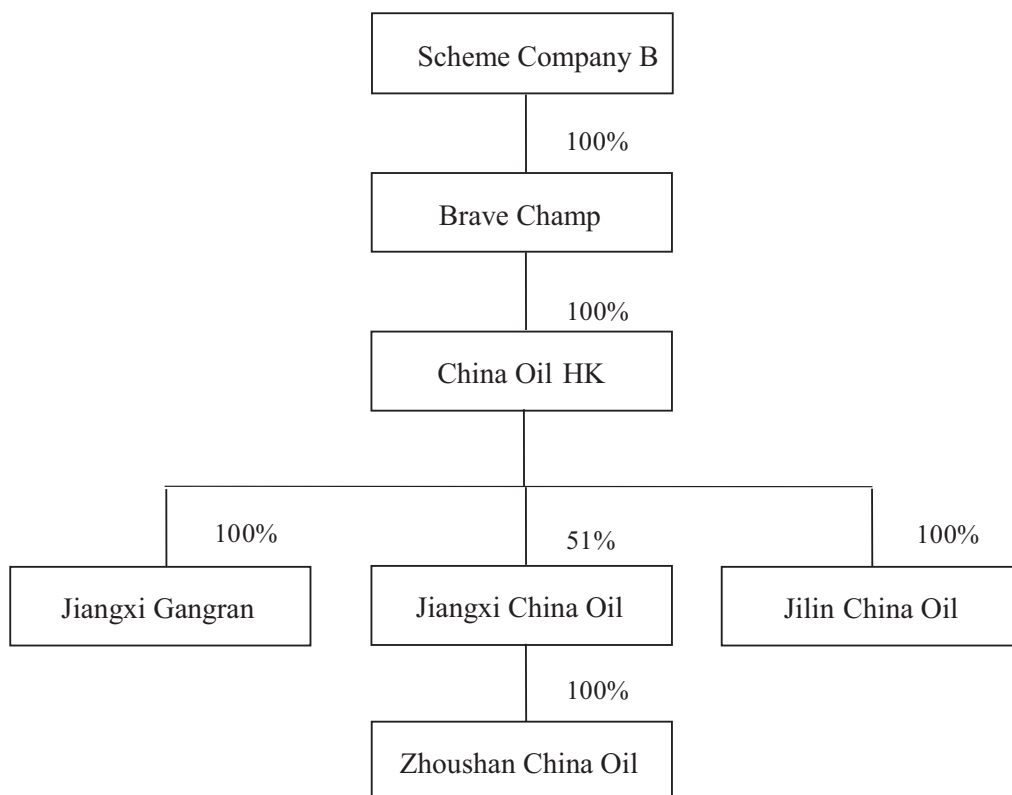 Scheme Company B
100%
Brave Champ
100%
China Oil HK
100%
51%
100%
Jiangxi Gangran
Jiangxi China Oil
Jilin China Oil
100%
Zhoushan China Oil